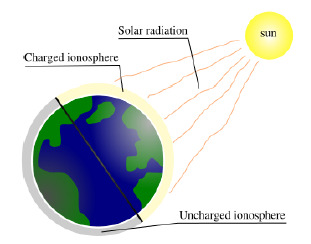 Solar radiation
sun
Charged ionosphere
Uncharged ionosphere